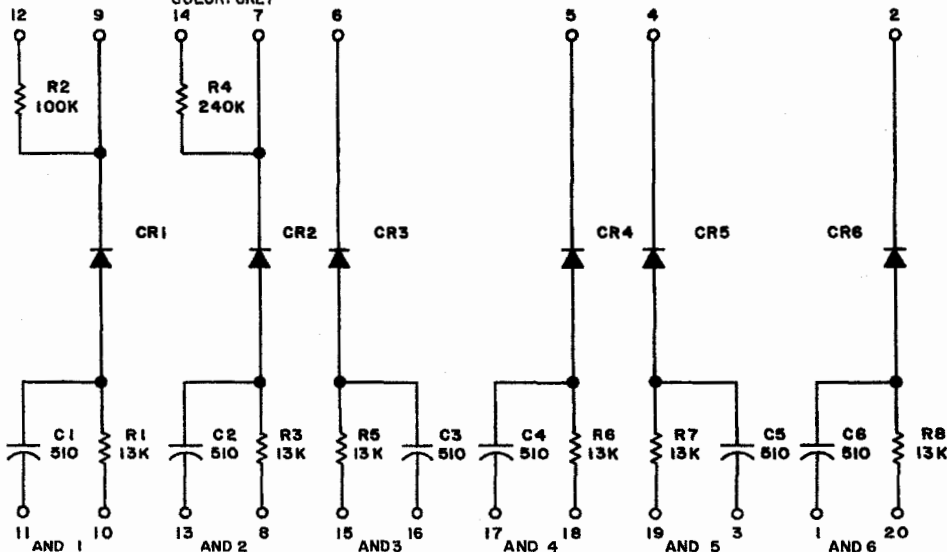 12 9 14 7 6 5 4 2
R2 R4
100K 240K
CR1 CR2 CR3 CR4 CR5 CR6
C1 R1 C2 R3 R5 C3 C4 R6 R7 C5 C6 R8
510 13K 510 13K 13K 510 510 13K 13K 510 510 13K
11 10 13 8 15 16 17 18 19 3 1 20
AND 1 AND 2 AND3 AND 4 AND 5 AND 6